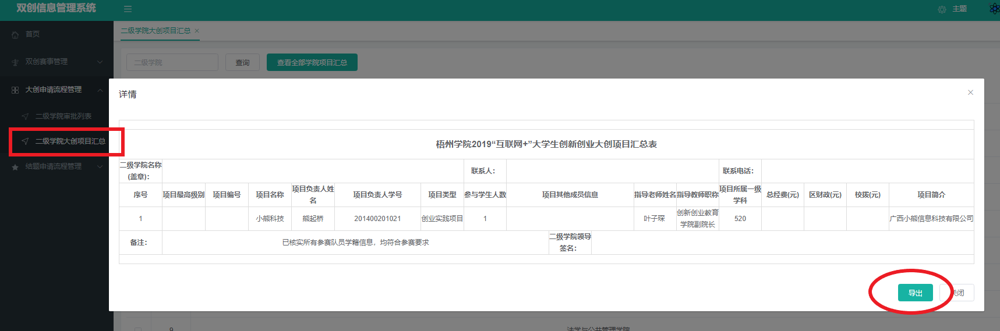 双创信息管理系统
主题
首页
双创赛事管理
大创申请流程管理
二级学院审批列表
二级学院大创项目汇总
结题申请流程管理
二级学院大创项目汇总 ×
二级学院 查询 查看全部学院项目汇总
详情
梧州学院2019“互联网+”大学生创新创业大创项目汇总表
二级学院名称(盖章): 联系人: 联系电话:
序号 项目最高级别 项目编号 项目名称 项目负责人姓名 项目负责人学号 项目类型 参与学生人数 项目其他成员信息 指导老师姓名 指导教师职称 项目所属一级学科 总经费(元) 区财政(元) 校拨(元) 项目简介
1 小熊科技 熊起桥 201400201021 创业实践项目 1 叶子琛 创新创业教育学院副院长 520 广西小熊信息科技有限公司
备注: 已核实所有参赛队员学籍信息，均符合参赛要求 二级学院领导签名:
导出 关闭
9 法学与公共管理学院